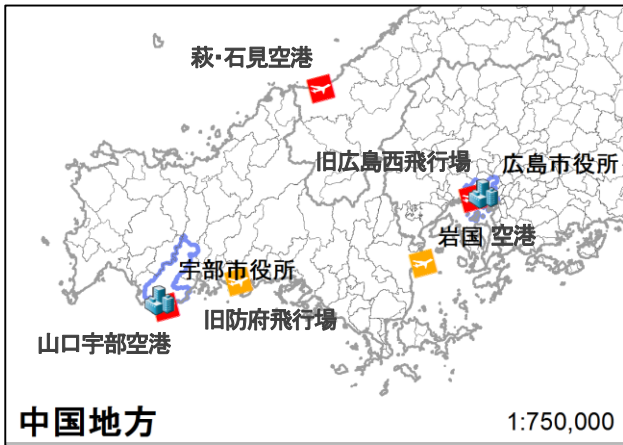 萩・石見空港
旧広島西飛行場
広島市役所
岩国 空港
宇部市役所
旧防府飛行場
山口宇部空港
中国地方
1:750,000